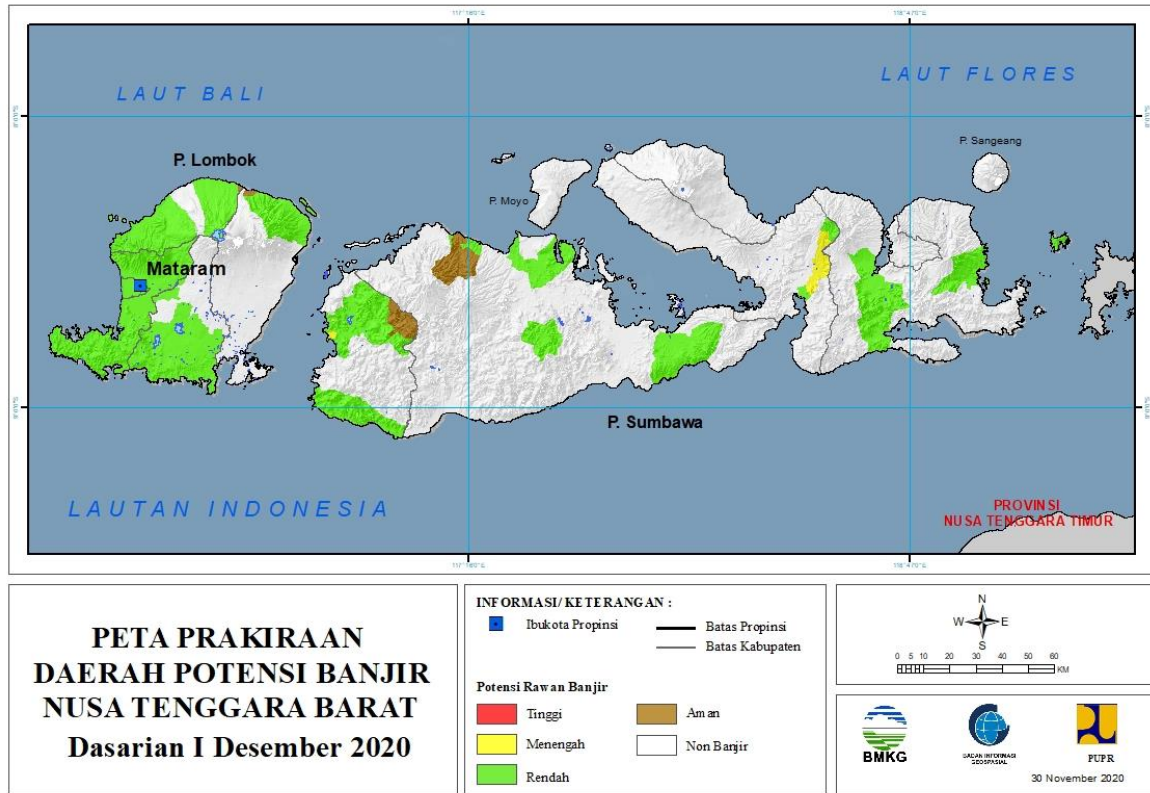 LAUT BALI
LAUT FLORES
P. Sangeang
P. Lombok
P. Moyo
Mataram
P. Sumbawa
LAUTAN INDONESIA
PROVINSI
NUSA TENGGARA TIMUR
PETA PRAKIRAAN
DAERAH POTENSI BANJIR
NUSA TENGGARA BARAT
Dasarian I Desember 2020
INFORMASI/ KETERANGAN :
Ibukota Propinsi
Batas Propinsi
Batas Kabupaten
Potensi Rawan Banjir
Tinggi
Aman
Menengah
Non Banjir
Rendah
N
W E
S
0 5 10 20 30 40 50 60
KM
BMKG
BADAN INFORMASI
GEOSPASIAL
PUPR
30 November 2020